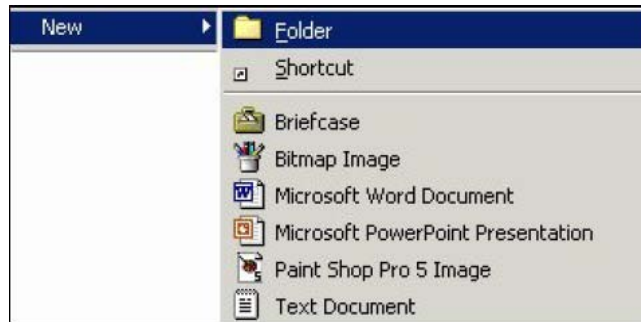 New
Folder
Shortcut
Briefcase
Bitmap Image
Microsoft Word Document
Microsoft PowerPoint Presentation
Paint Shop Pro 5 Image
Text Document